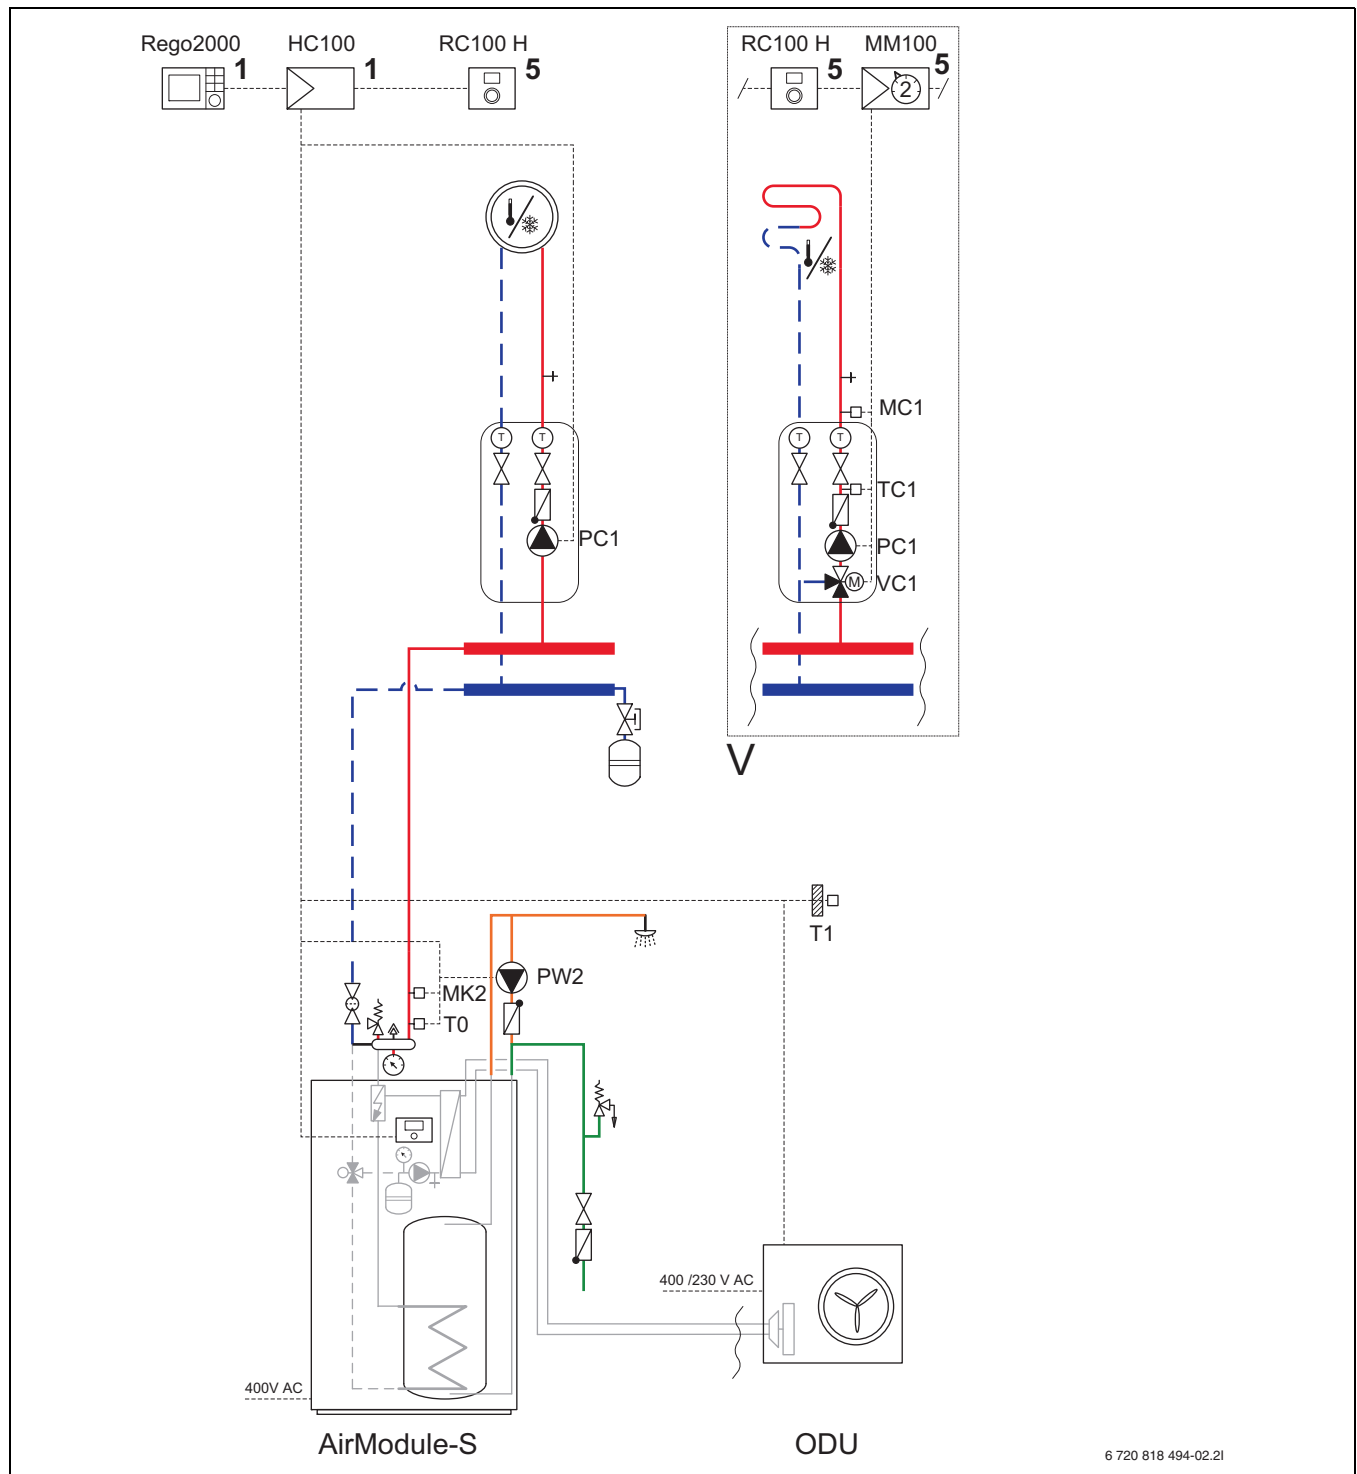 Rego2000 HC100 RC100 H RC100 H MM100
1 1 5 5 5
2
MC1
T T T T
TC1
PC1 PC1
M VC1
V
T1
PW2
MK2
T0
400 /230 V AC
400V AC
AirModule-S ODU
6 720 818 494-02.2I